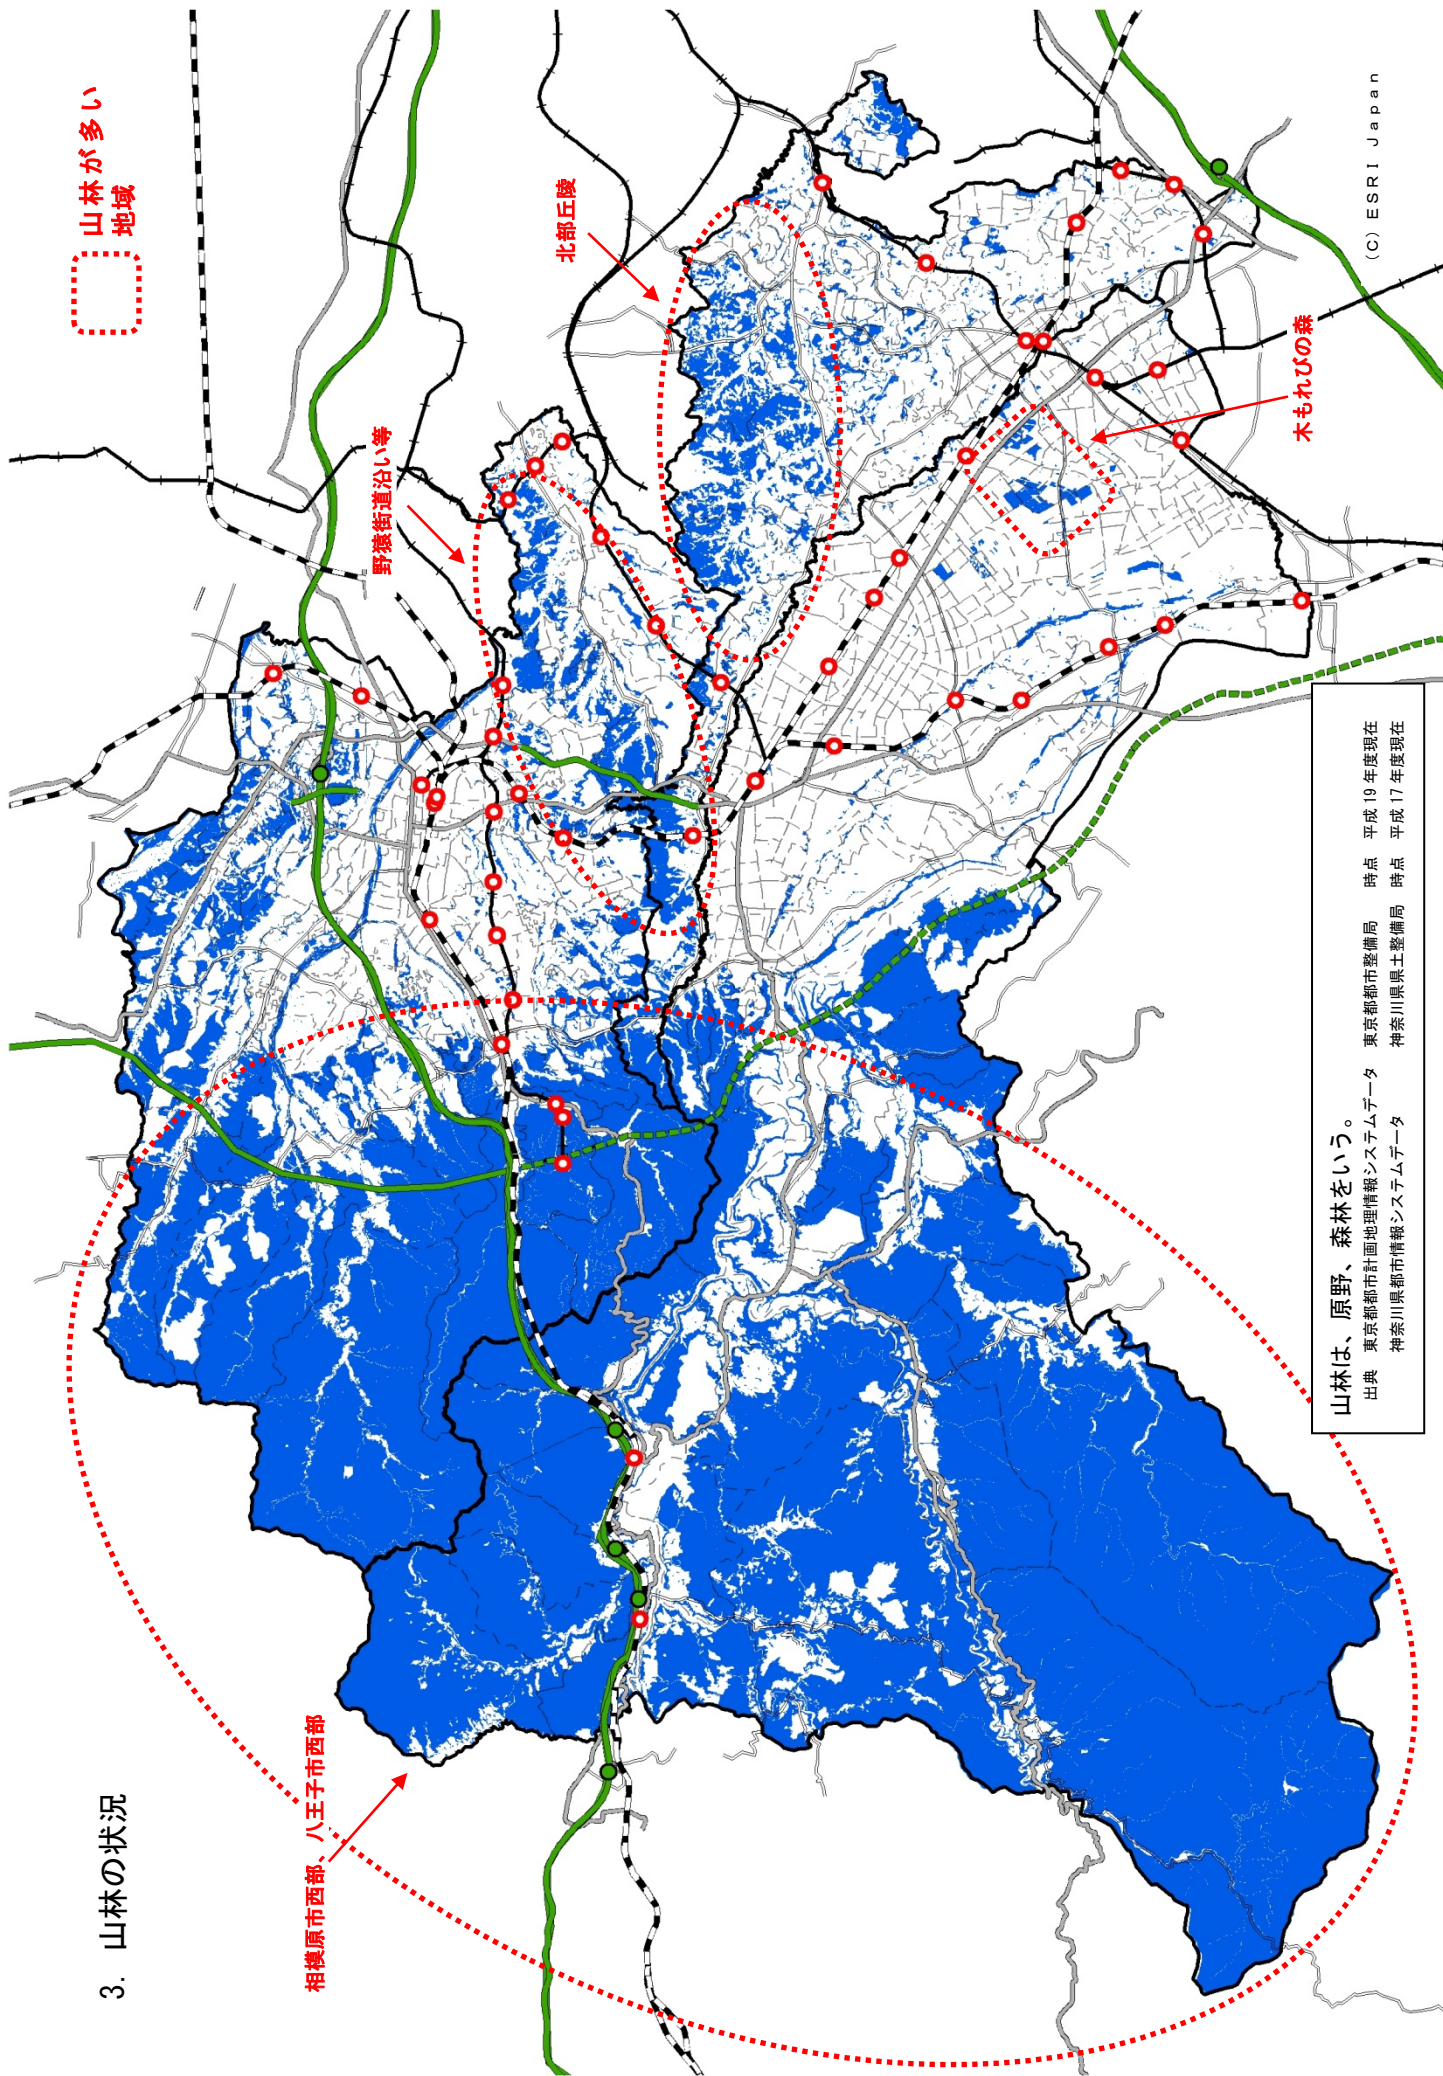 3. 山林の状況
山林が多い
地域
相模原市西部、八王子市西部
野猿街道沿い等
北部丘陵
木もれびの森
山林は、原野、森林をいう。
出典 東京都都市計画地理情報システムデータ 東京都都市整備局 時点 平成19年度現在
神奈川県都市情報システムデータ 神奈川県県土整備局 時点 平成17年度現在
(C) ESRI Japan